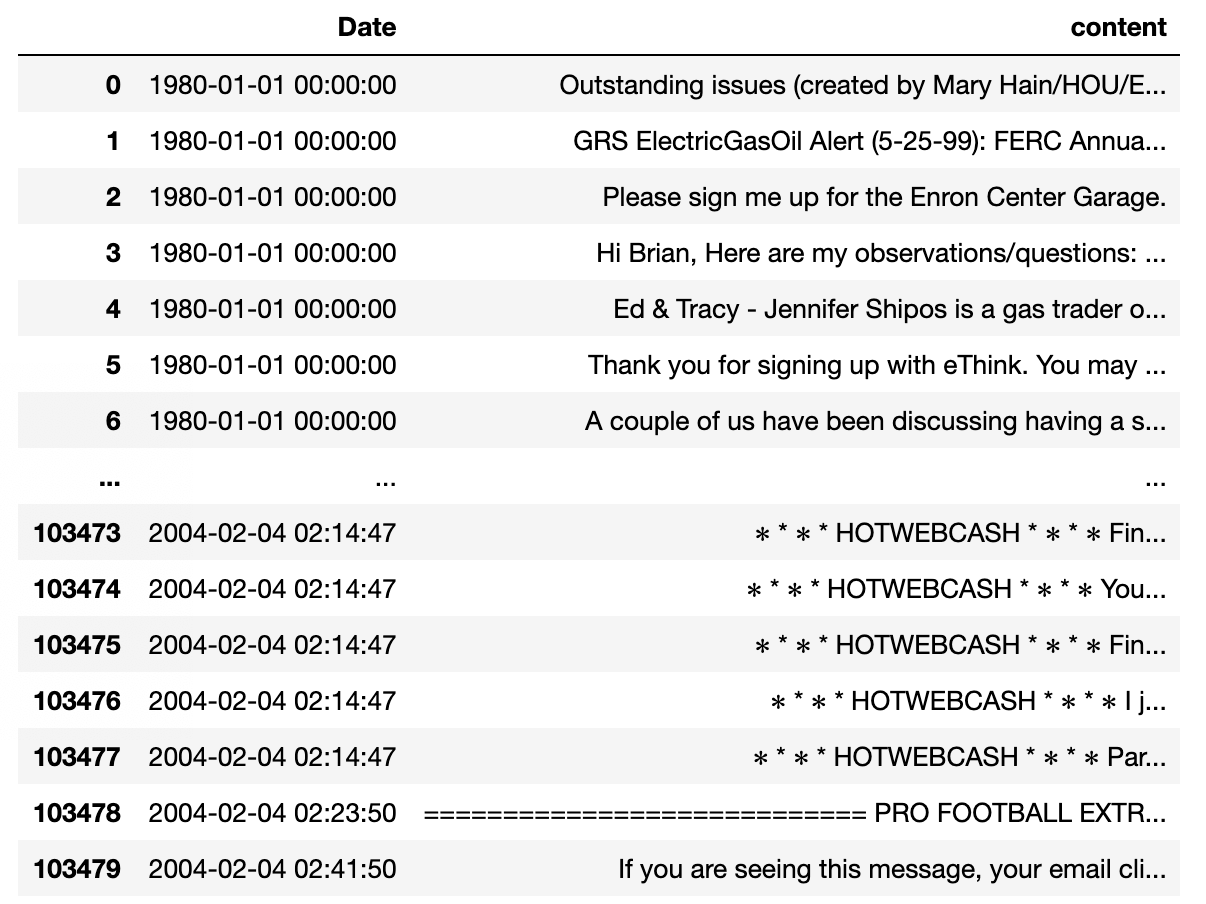 Date content
0 1980-01-01 00:00:00 Outstanding issues (created by Mary Hain/HOU/E...
1 1980-01-01 00:00:00 GRS ElectricGasOil Alert (5-25-99): FERC Annua...
2 1980-01-01 00:00:00 Please sign me up for the Enron Center Garage.
3 1980-01-01 00:00:00 Hi Brian, Here are my observations/questions: ...
4 1980-01-01 00:00:00 Ed & Tracy - Jennifer Shipos is a gas trader o...
5 1980-01-01 00:00:00 Thank you for signing up with eThink. You may ...
6 1980-01-01 00:00:00 A couple of us have been discussing having a s...
... ... ...
103473 2004-02-04 02:14:47 ∗ * ∗ * HOTWEBCASH * ∗ * ∗ Fin...
103474 2004-02-04 02:14:47 ∗ * ∗ * HOTWEBCASH * ∗ * ∗ You...
103475 2004-02-04 02:14:47 ∗ * ∗ * HOTWEBCASH * ∗ * ∗ Fin...
103476 2004-02-04 02:14:47 ∗ * ∗ * HOTWEBCASH * ∗ * ∗ I j...
103477 2004-02-04 02:14:47 ∗ * ∗ * HOTWEBCASH * ∗ * ∗ Par...
103478 2004-02-04 02:23:50 ============================ PRO FOOTBALL EXTR...
103479 2004-02-04 02:41:50 If you are seeing this message, your email cli...